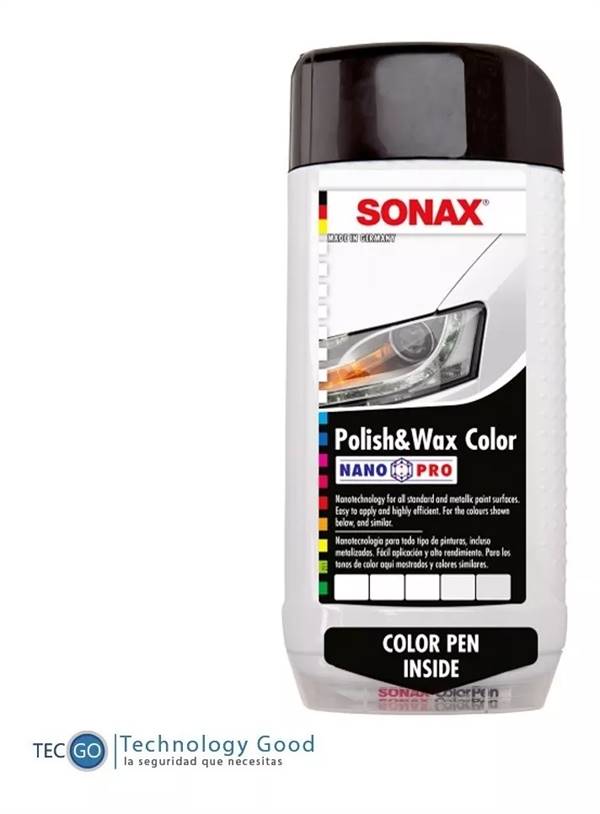 SONAX®
MADE IN GERMANY
Polish&Wax Color
NANO PRO
Nanotechnology for all standard and metallic paint surfaces.
Easy to apply and highly efficient. For the colours shown
below, and similar.
Nanotecnología para todo tipo de pinturas, incluso
metalizadas. Fácil aplicación y alto rendimiento. Para los
tonos de color aquí mostrados y colores similares.
COLOR PEN
INSIDE
SONAX ColorPen
TECGO Technology Good
la seguridad que necesitas